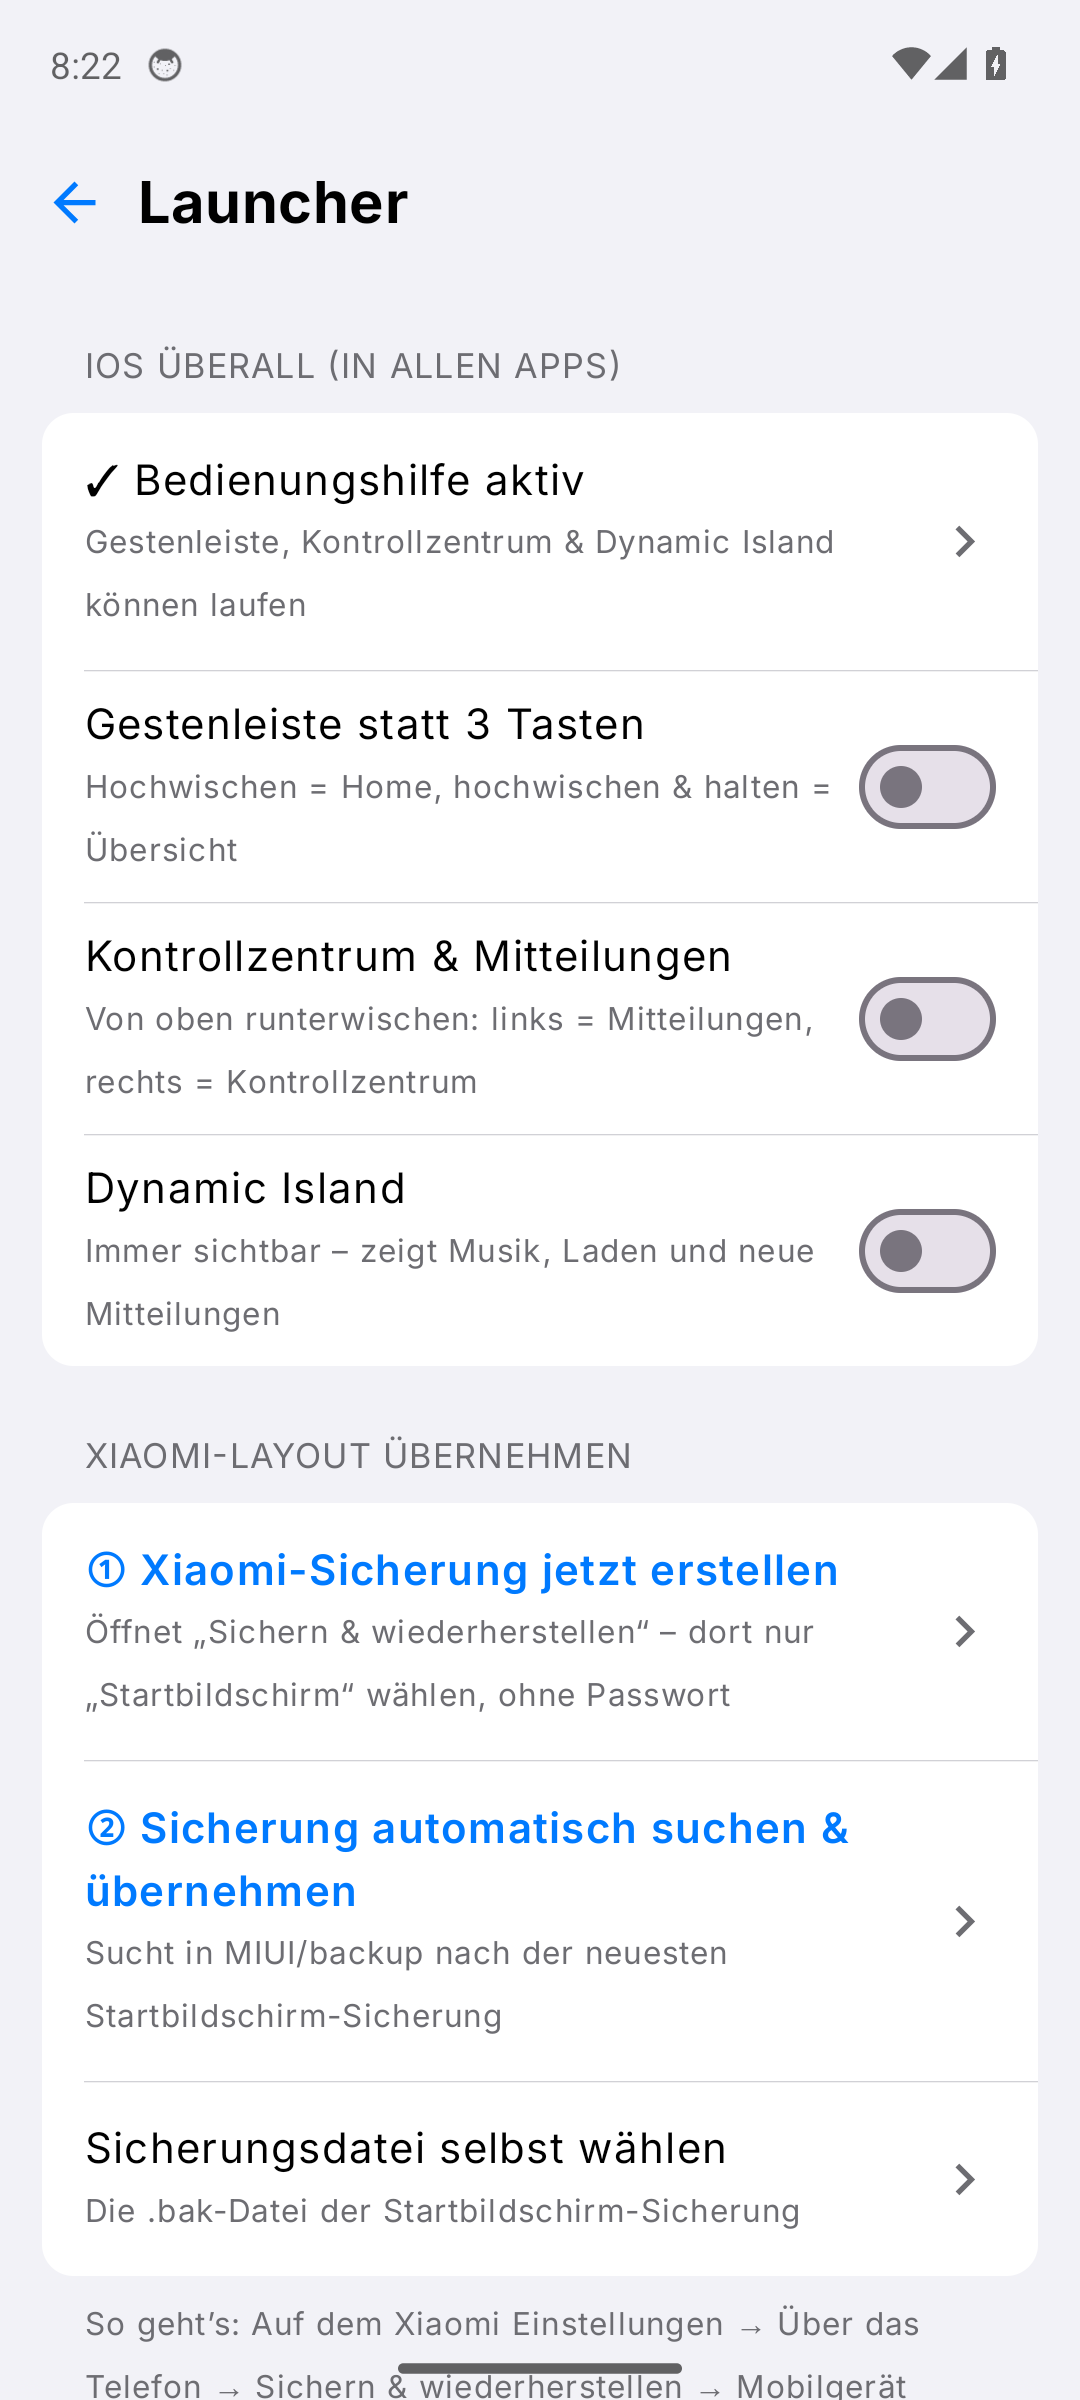 8:22
Launcher
IOS ÜBERALL (IN ALLEN APPS)
✓ Bedienungshilfe aktiv
Gestenleiste, Kontrollzentrum & Dynamic Island
können laufen
Gestenleiste statt 3 Tasten
Hochwischen = Home, hochwischen & halten =
Übersicht
Kontrollzentrum & Mitteilungen
Von oben runterwischen: links = Mitteilungen,
rechts = Kontrollzentrum
Dynamic Island
Immer sichtbar – zeigt Musik, Laden und neue
Mitteilungen
XIAOMI-LAYOUT ÜBERNEHMEN
① Xiaomi-Sicherung jetzt erstellen
Öffnet „Sichern & wiederherstellen“ – dort nur
„Startbildschirm“ wählen, ohne Passwort
② Sicherung automatisch suchen &
übernehmen
Sucht in MIUI/backup nach der neuesten
Startbildschirm-Sicherung
Sicherungsdatei selbst wählen
Die .bak-Datei der Startbildschirm-Sicherung
So geht’s: Auf dem Xiaomi Einstellungen → Über das
Telefon → Sichern & wiederherstellen → Mobilgerät